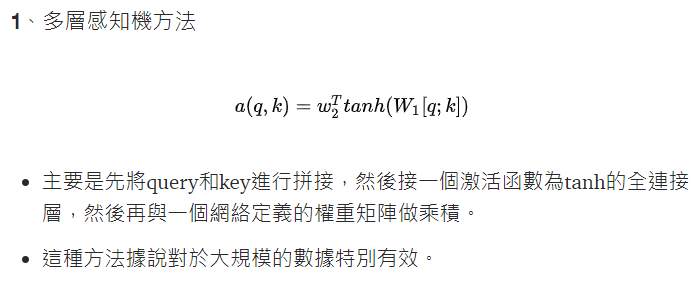 1、多層感知機方法
a(q, k) = w_2^T tanh(W_1[q; k])
• 主要是先將query和key進行拼接，然後接一個激活函數為tanh的全連接
層，然後再與一個網絡定義的權重矩陣做乘積。
• 這種方法據說對於大規模的數據特別有效。